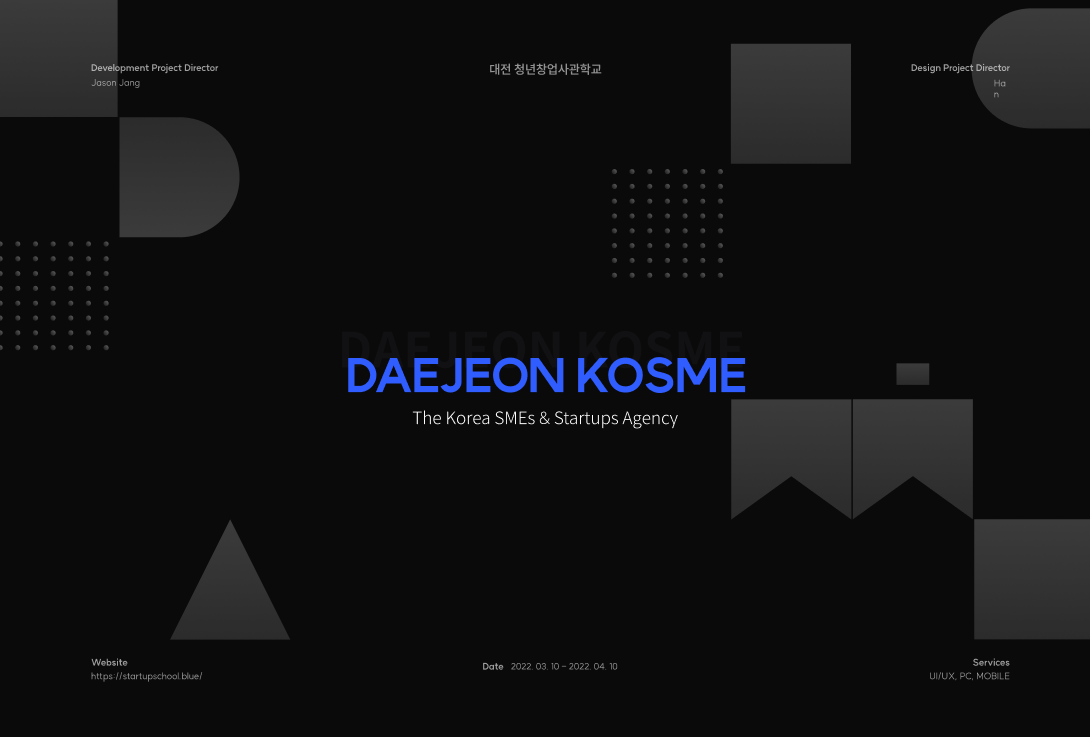 Development Project Director
Jason Jang
대전 청년창업사관학교
Design Project Director
Ha
n
DAEJEON KOSME
DAEJEON KOSME
The Korea SMEs & Startups Agency
Website
https://startupschool.blue/
Date 2022. 03. 10 - 2022. 04. 10
Services
UI/UX, PC, MOBILE